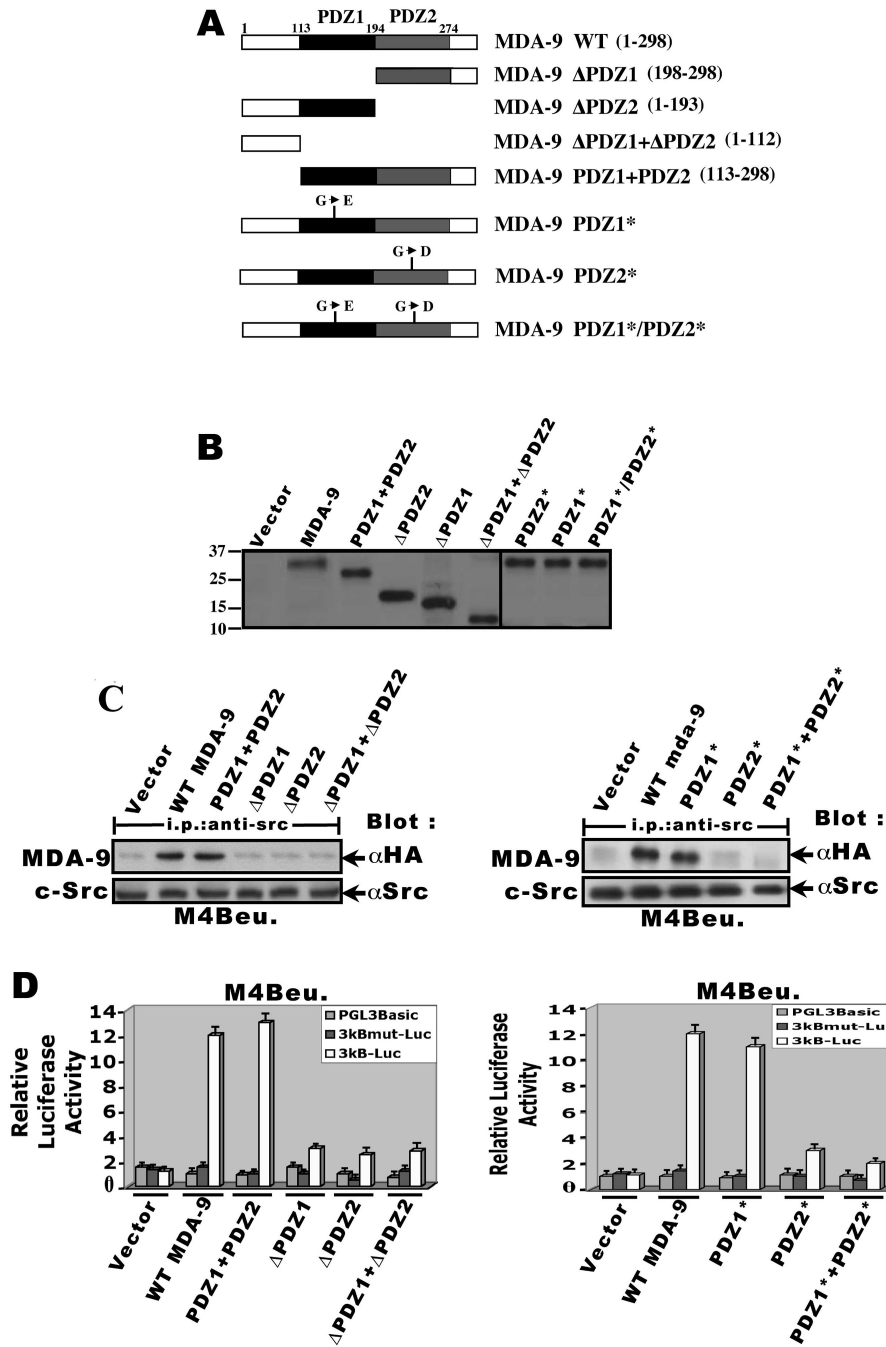 A
PDZ1 PDZ2
1 113 194 274
MDA-9 WT (1-298)
MDA-9 ΔPDZ1 (198-298)
MDA-9 ΔPDZ2 (1-193)
MDA-9 ΔPDZ1+ΔPDZ2 (1-112)
MDA-9 PDZ1+PDZ2 (113-298)
G E
MDA-9 PDZ1*
G D
MDA-9 PDZ2*
G E G D
MDA-9 PDZ1*/PDZ2*
B
Vector
MDA-9
PDZ1+PDZ2
ΔPDZ2
ΔPDZ1
ΔPDZ1+ΔPDZ2
PDZ2*
PDZ1*
PDZ1*/PDZ2*
37
25
15
10
C
Vector
WT MDA-9
PDZ1+PDZ2
ΔPDZ1
ΔPDZ2
ΔPDZ1+ΔPDZ2
i.p.:anti-src
Blot :
MDA-9 αHA
c-Src αSrc
M4Beu.
Vector
WT mda-9
PDZ1*
PDZ2*
PDZ1*+PDZ2*
i.p.:anti-src
Blot :
MDA-9 αHA
c-Src αSrc
M4Beu.
D
M4Beu.
Relative
Luciferase
Activity
14
12
10
8
6
4
2
0
PGL3Basic
3kBmut-Luc
3kB-Luc
Vector
WT MDA-9
PDZ1+PDZ2
ΔPDZ1
ΔPDZ2
ΔPDZ1+ΔPDZ2
M4Beu.
Relative Luciferase
Activity
14
12
10
8
6
4
2
0
PGL3Basic
3kBmut-Lu
3kB-Luc
Vector
WT MDA-9
PDZ1*
PDZ2*
PDZ1*+PDZ2*